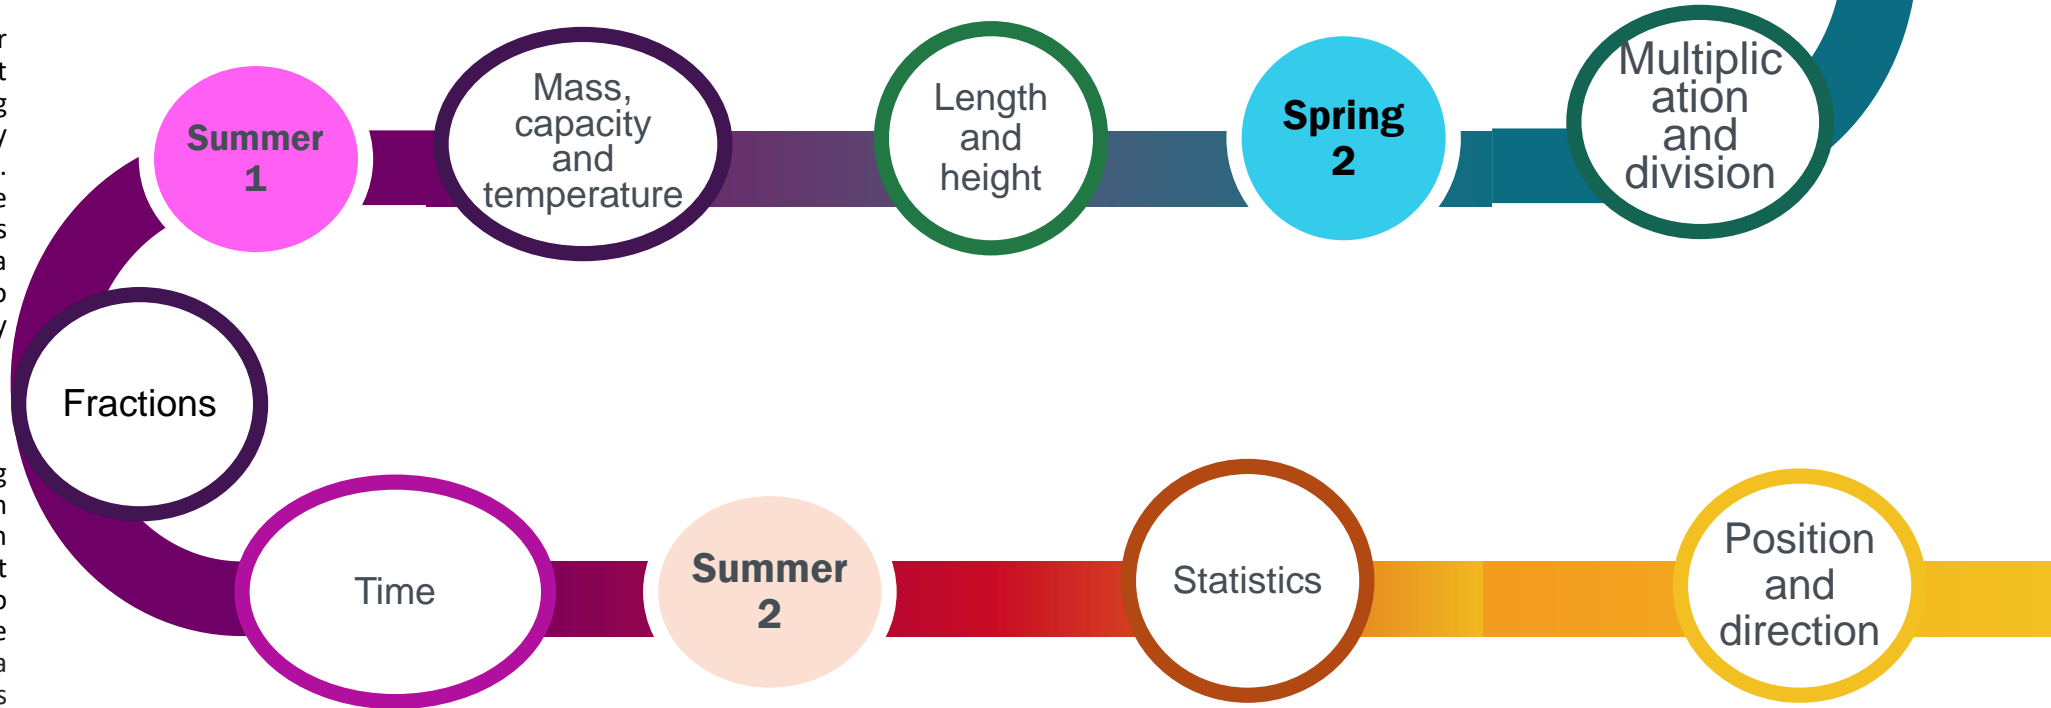 Summer
1
Mass,
capacity
and
temperature
Length
and
height
Spring
2
Multiplic
ation
and
division
Fractions
Time
Summer
2
Statistics
Position
and
direction